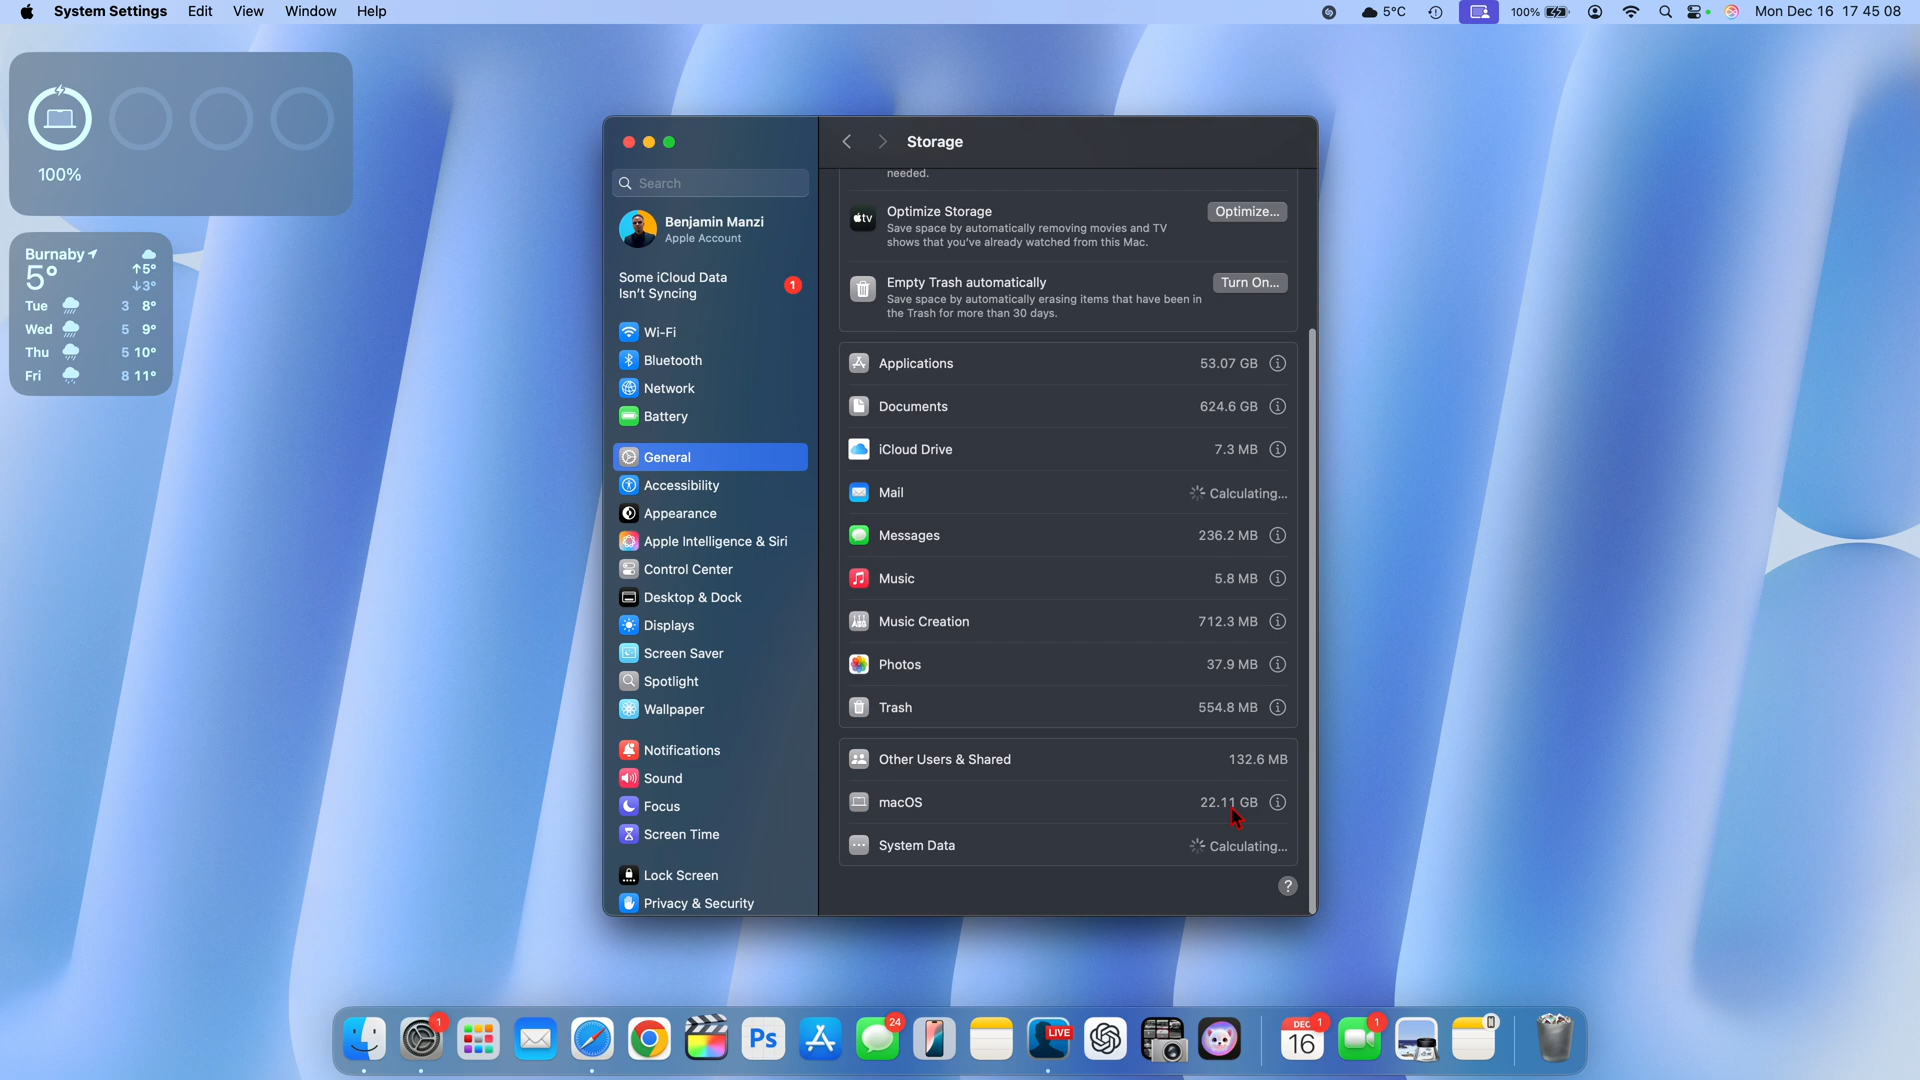 System Settings Edit View Window Help
5°C 100% Mon Dec 16 17 45 08
100%
Burnaby
5° ↑5°
↓3°
Tue 3 8°
Wed 5 9°
Thu 5 10°
Fri 8 11°
Search
Benjamin Manzi
Apple Account
Some iCloud Data
Isn't Syncing
1
Wi-Fi
Bluetooth
Network
Battery
General
Accessibility
Appearance
Apple Intelligence & Siri
Control Center
Desktop & Dock
Displays
Screen Saver
Spotlight
Wallpaper
Notifications
Sound
Focus
Screen Time
Lock Screen
Privacy & Security
Storage
needed.
tv
Optimize Storage Optimize...
Save space by automatically removing movies and TV
shows that you've already watched from this Mac.
Empty Trash automatically Turn On...
Save space by automatically erasing items that have been in
the Trash for more than 30 days.
Applications 53.07 GB
Documents 624.6 GB
iCloud Drive 7.3 MB
Mail Calculating...
Messages 236.2 MB
Music 5.8 MB
Music Creation 712.3 MB
Photos 37.9 MB
Trash 554.8 MB
Other Users & Shared 132.6 MB
macOS 22.11 GB
System Data Calculating...
?
1 24 DEC 1 1
Ps LIVE 16